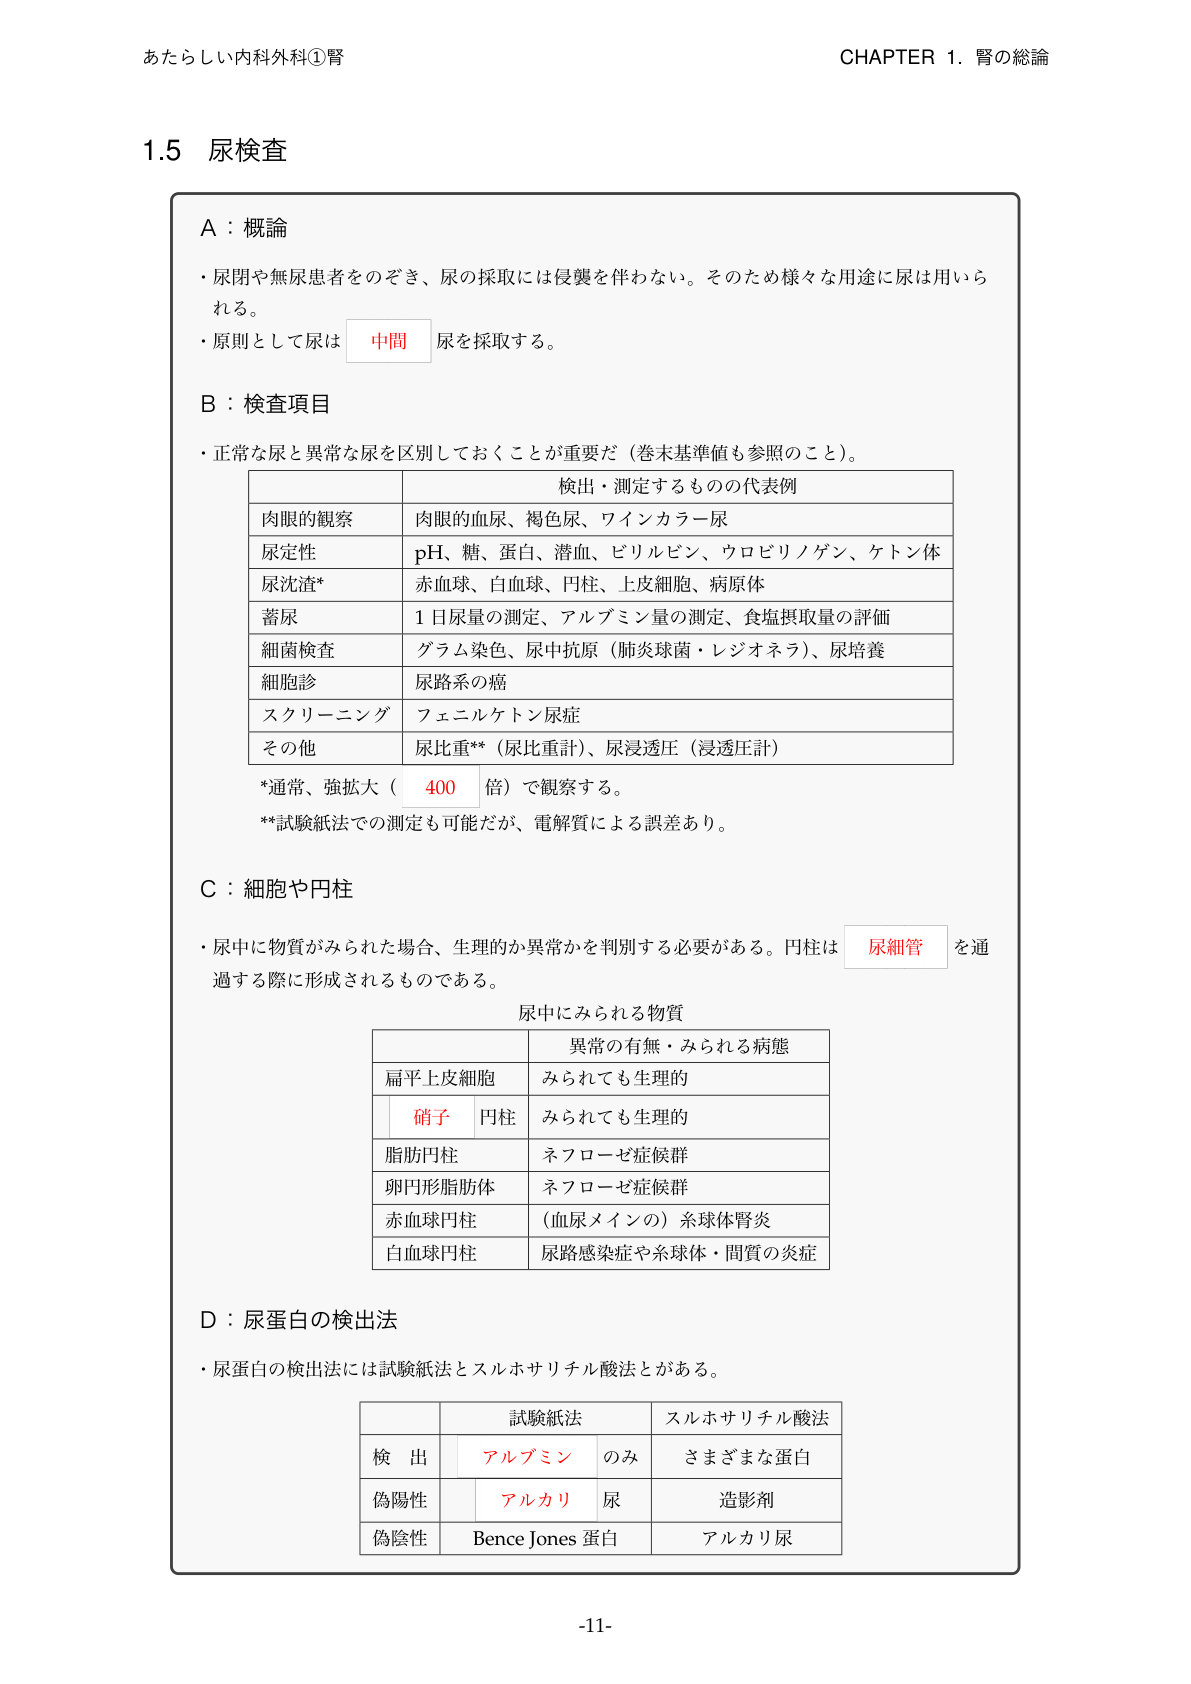 あたらしい内科外科①腎 CHAPTER 1. 腎の総論
1.5 尿検査
A：概論
・尿閉や無尿患者をのぞき、尿の採取には侵襲を伴わない。そのため様々な用途に尿は用いら
れる。
・原則として尿は 中間 尿を採取する。
B：検査項目
・正常な尿と異常な尿を区別しておくことが重要だ（巻末基準値も参照のこと）。
検出・測定するものの代表例
肉眼的観察 肉眼的血尿、褐色尿、ワインカラー尿
尿定性 pH、糖、蛋白、潜血、ビリルビン、ウロビリノゲン、ケトン体
尿沈渣* 赤血球、白血球、円柱、上皮細胞、病原体
蓄尿 1 日尿量の測定、アルブミン量の測定、食塩摂取量の評価
細菌検査 グラム染色、尿中抗原（肺炎球菌・レジオネラ）、尿培養
細胞診 尿路系の癌
スクリーニング フェニルケトン尿症
その他 尿比重**（尿比重計）、尿浸透圧（浸透圧計）
*通常、強拡大（ 400 倍）で観察する。
**試験紙法での測定も可能だが、電解質による誤差あり。
C：細胞や円柱
・尿中に物質がみられた場合、生理的か異常かを判別する必要がある。円柱は 尿細管 を通
過する際に形成されるものである。
尿中にみられる物質
異常の有無・みられる病態
扁平上皮細胞 みられても生理的
硝子 円柱 みられても生理的
脂肪円柱 ネフローゼ症候群
卵円形脂肪体 ネフローゼ症候群
赤血球円柱 （血尿メインの）糸球体腎炎
白血球円柱 尿路感染症や糸球体・間質の炎症
D：尿蛋白の検出法
・尿蛋白の検出法には試験紙法とスルホサリチル酸法とがある。
試験紙法 スルホサリチル酸法
検 出 アルブミン のみ さまざまな蛋白
偽陽性 アルカリ 尿 造影剤
偽陰性 Bence Jones 蛋白 アルカリ尿
-11-